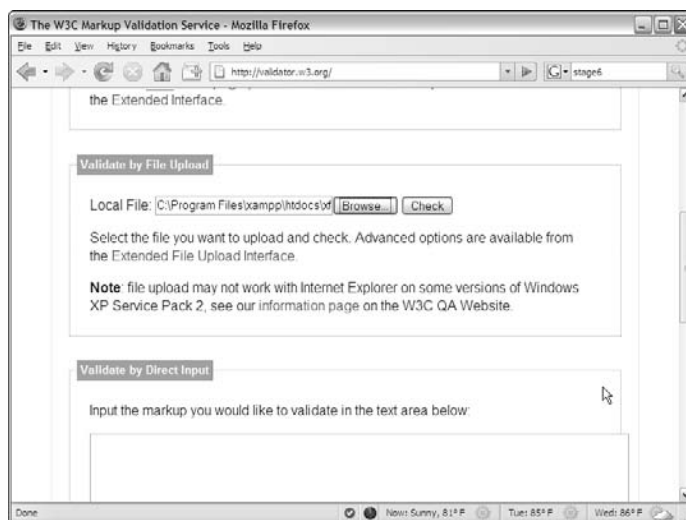 The W3C Markup Validation Service - Mozilla Firefox
File Edit View History Bookmarks Tools Help
http://validator.w3.org/
stage6
the Extended Interface.
Validate by File Upload
Local File: C:\Program Files\xampp\htdocs\xf Browse... Check
Select the file you want to upload and check. Advanced options are available from
the Extended File Upload Interface.
Note: file upload may not work with Internet Explorer on some versions of Windows
XP Service Pack 2, see our information page on the W3C QA Website.
Validate by Direct Input
Input the markup you would like to validate in the text area below:
Done Now: Sunny, 81° F Tue: 85° F Wed: 86° F